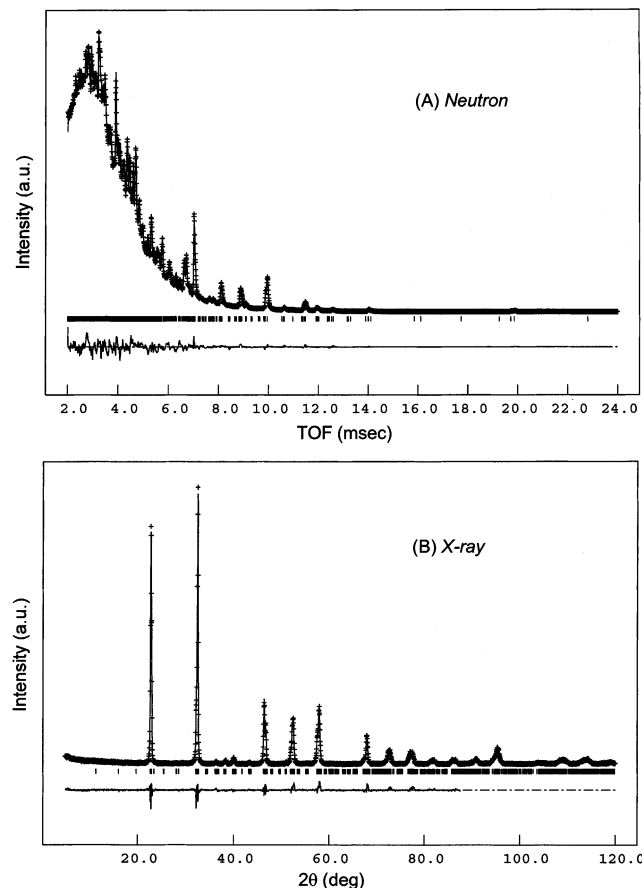 (A) Neutron
Intensity (a.u.)
2.0 4.0 6.0 8.0 10.0 12.0 14.0 16.0 18.0 20.0 22.0 24.0
TOF (msec)
(B) X-ray
Intensity (a.u.)
20.0 40.0 60.0 80.0 100.0 120.0
2θ (deg)